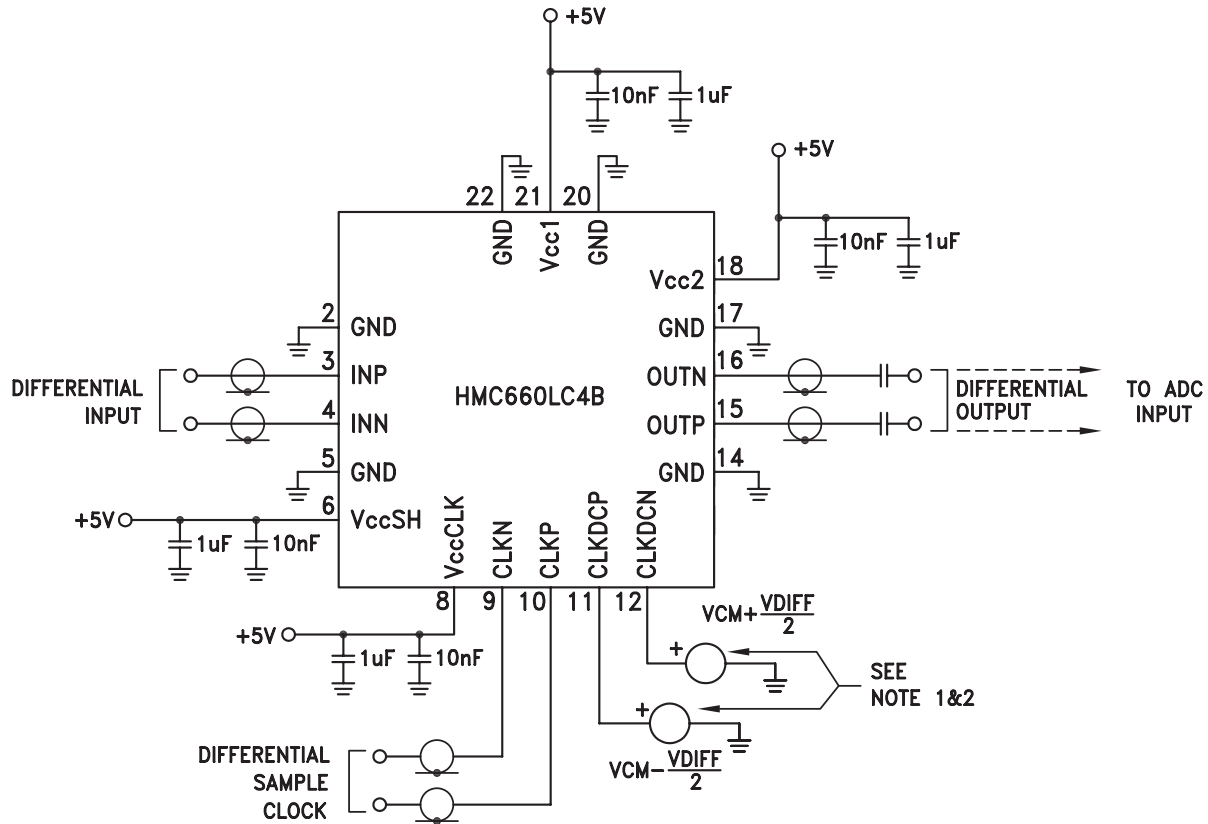 +5V
10nF
1uF
+5V
22 21 20
GND
Vcc1
GND
10nF
1uF
18
Vcc2
2
GND
17
GND
3
INP
16
OUTN
DIFFERENTIAL
INPUT
HMC660LC4B
DIFFERENTIAL
OUTPUT
TO ADC
INPUT
4
INN
15
OUTP
5
GND
14
GND
6
+5V
VccSH
1uF
10nF
VccCLK
CLKN
CLKP
CLKDCP
CLKDCN
8 9 10 11 12
+5V
1uF
10nF
VCM+VDIFF
2
+
SEE
NOTE 1&2
+
VCM-VDIFF
2
DIFFERENTIAL
SAMPLE
CLOCK